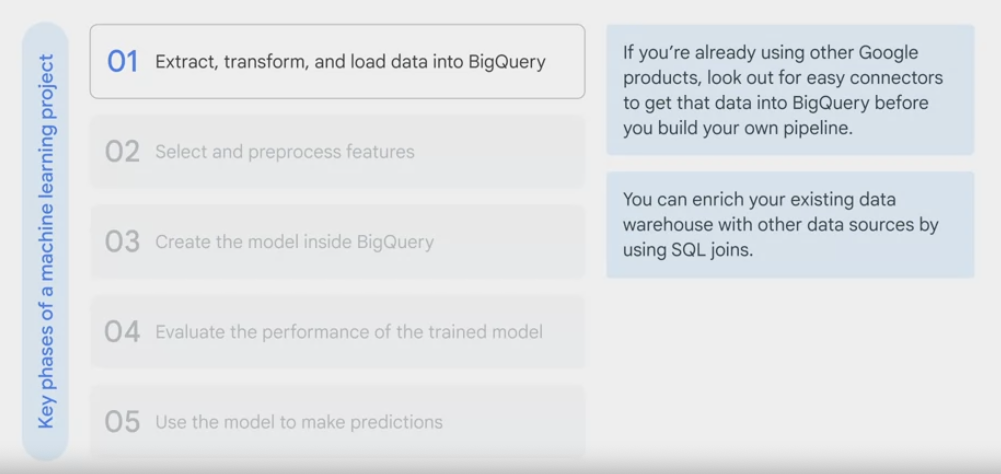 Key phases of a machine learning project
01 Extract, transform, and load data into BigQuery
02 Select and preprocess features
03 Create the model inside BigQuery
04 Evaluate the performance of the trained model
05 Use the model to make predictions
If you’re already using other Google
products, look out for easy connectors
to get that data into BigQuery before
you build your own pipeline.
You can enrich your existing data
warehouse with other data sources by
using SQL joins.